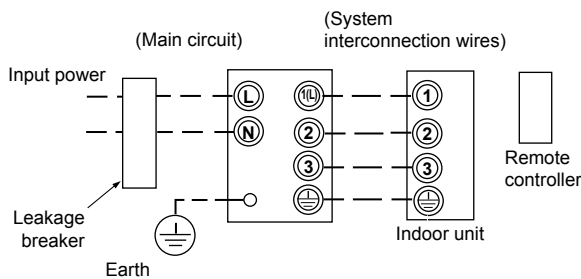 (Main circuit)
(System
interconnection wires)
Input power
L
1(L)
1
N
2
2
3
3
Remote
controller
Leakage
breaker
Indoor unit
Earth